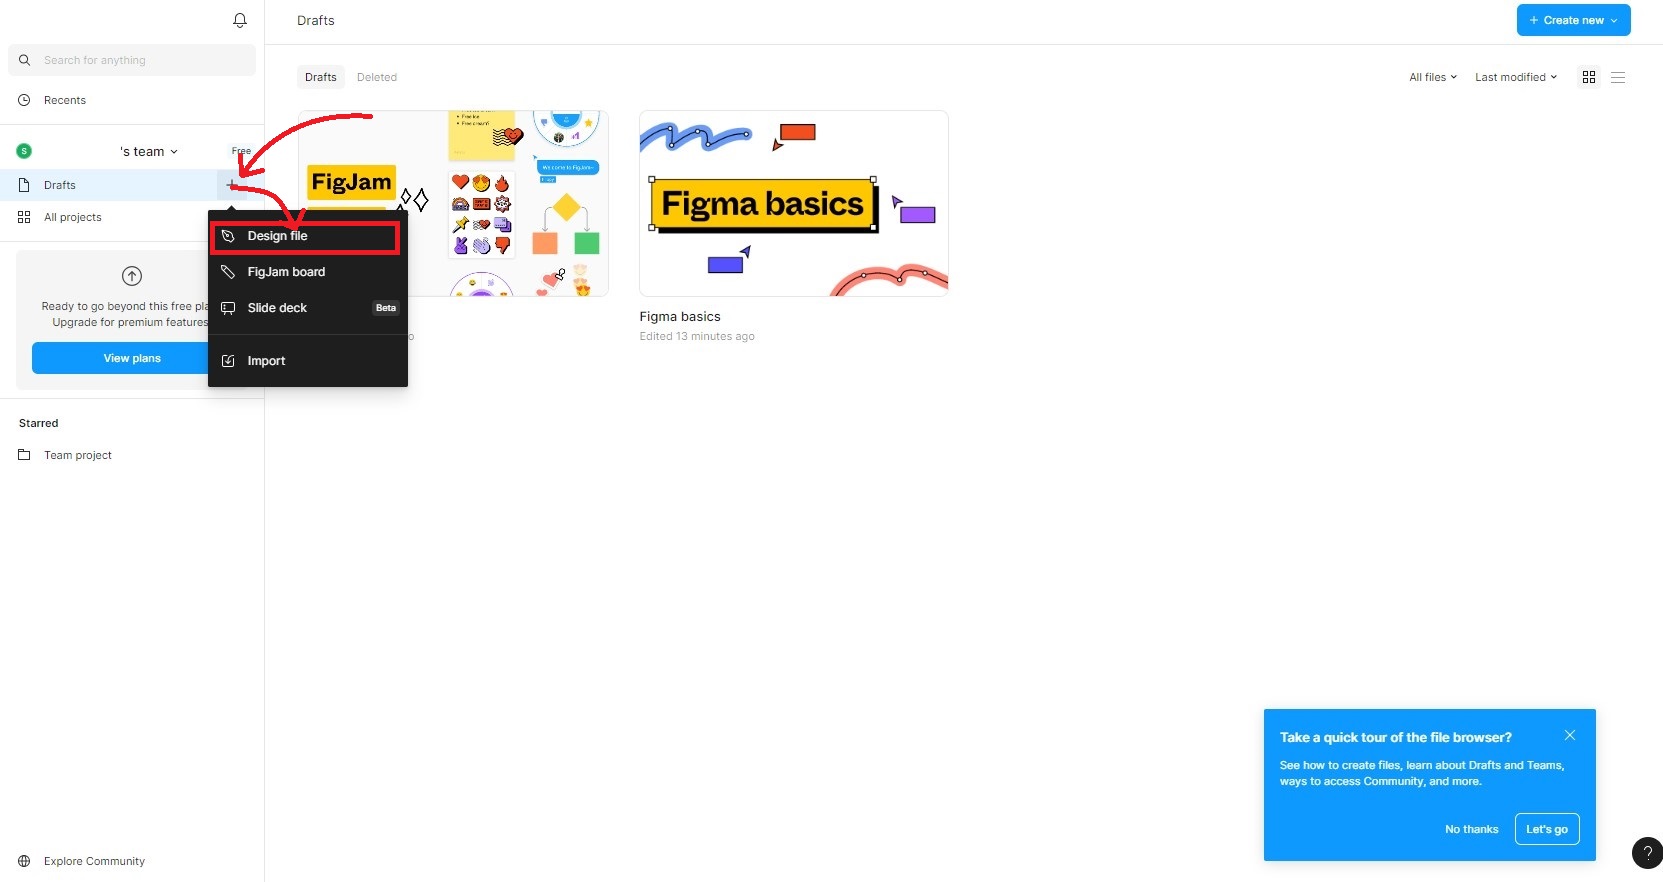 Drafts
+ Create new
Search for anything
Recents
Drafts
Deleted
All files
Last modified
S
's team
Free
Drafts
All projects
FigJam
We come to FigJam
Figma basics
Design file
FigJam board
Slide deck
Beta
Import
Ready to go beyond this free pla
Upgrade for premium features
View plans
Figma basics
o
Edited 13 minutes ago
Starred
Team project
Take a quick tour of the file browser?
See how to create files, learn about Drafts and Teams,
ways to access Community, and more.
No thanks
Let's go
Explore Community
?